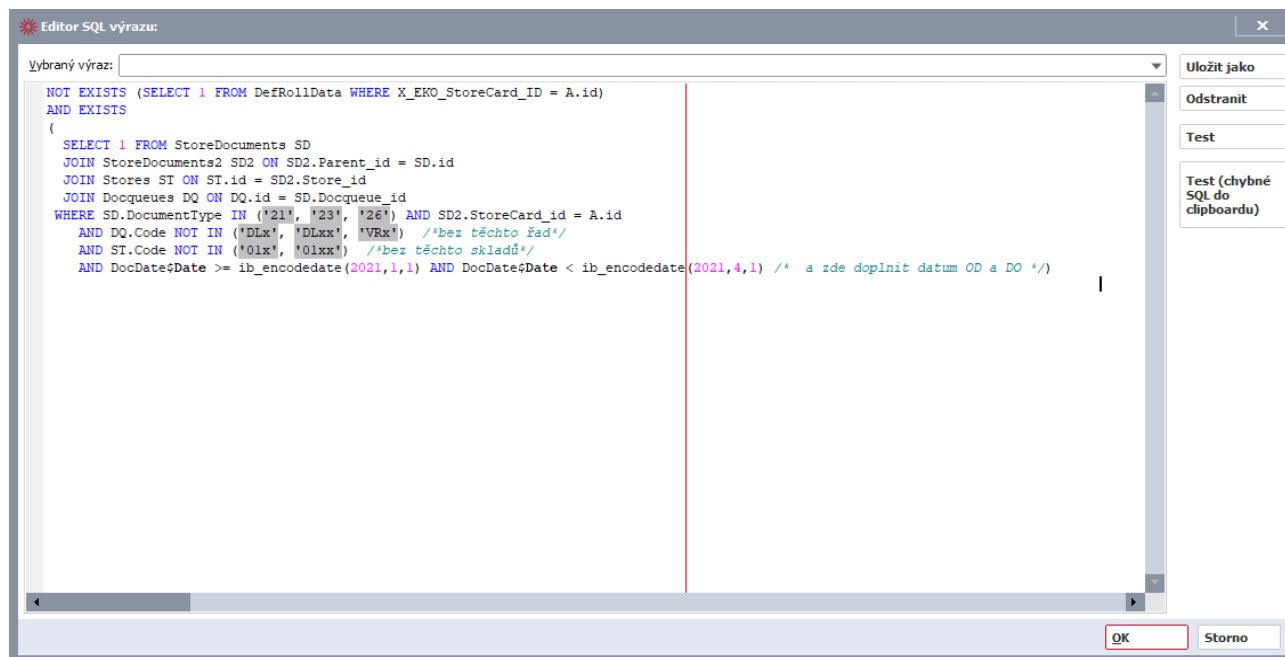 Editor SQL výrazu:
Vybraný výraz:
NOT EXISTS (SELECT 1 FROM DefRollData WHERE X_EKO_StoreCard_ID = A.id)
AND EXISTS
(
SELECT 1 FROM StoreDocuments SD
JOIN StoreDocuments2 SD2 ON SD2.Parent_id = SD.id
JOIN Stores ST ON ST.id = SD2.Store_id
JOIN Docqueues DQ ON DQ.id = SD.Docqueue_id
WHERE SD.DocumentType IN ('21', '23', '26') AND SD2.StoreCard_id = A.id
AND DQ.Code NOT IN ('DLx', 'DLxx', 'VRx') /*bez těchto řad*/
AND ST.Code NOT IN ('01x', '01xx') /*bez těchto skladů*/
AND DocDate$Date >= ib_encodedate(2021,1,1) AND DocDate$Date < ib_encodedate(2021,4,1) /* a zde doplnit datum OD a DO */)
Uložit jako
Odstranit
Test
Test (chybné
SQL do
clipboardu)
OK
Storno